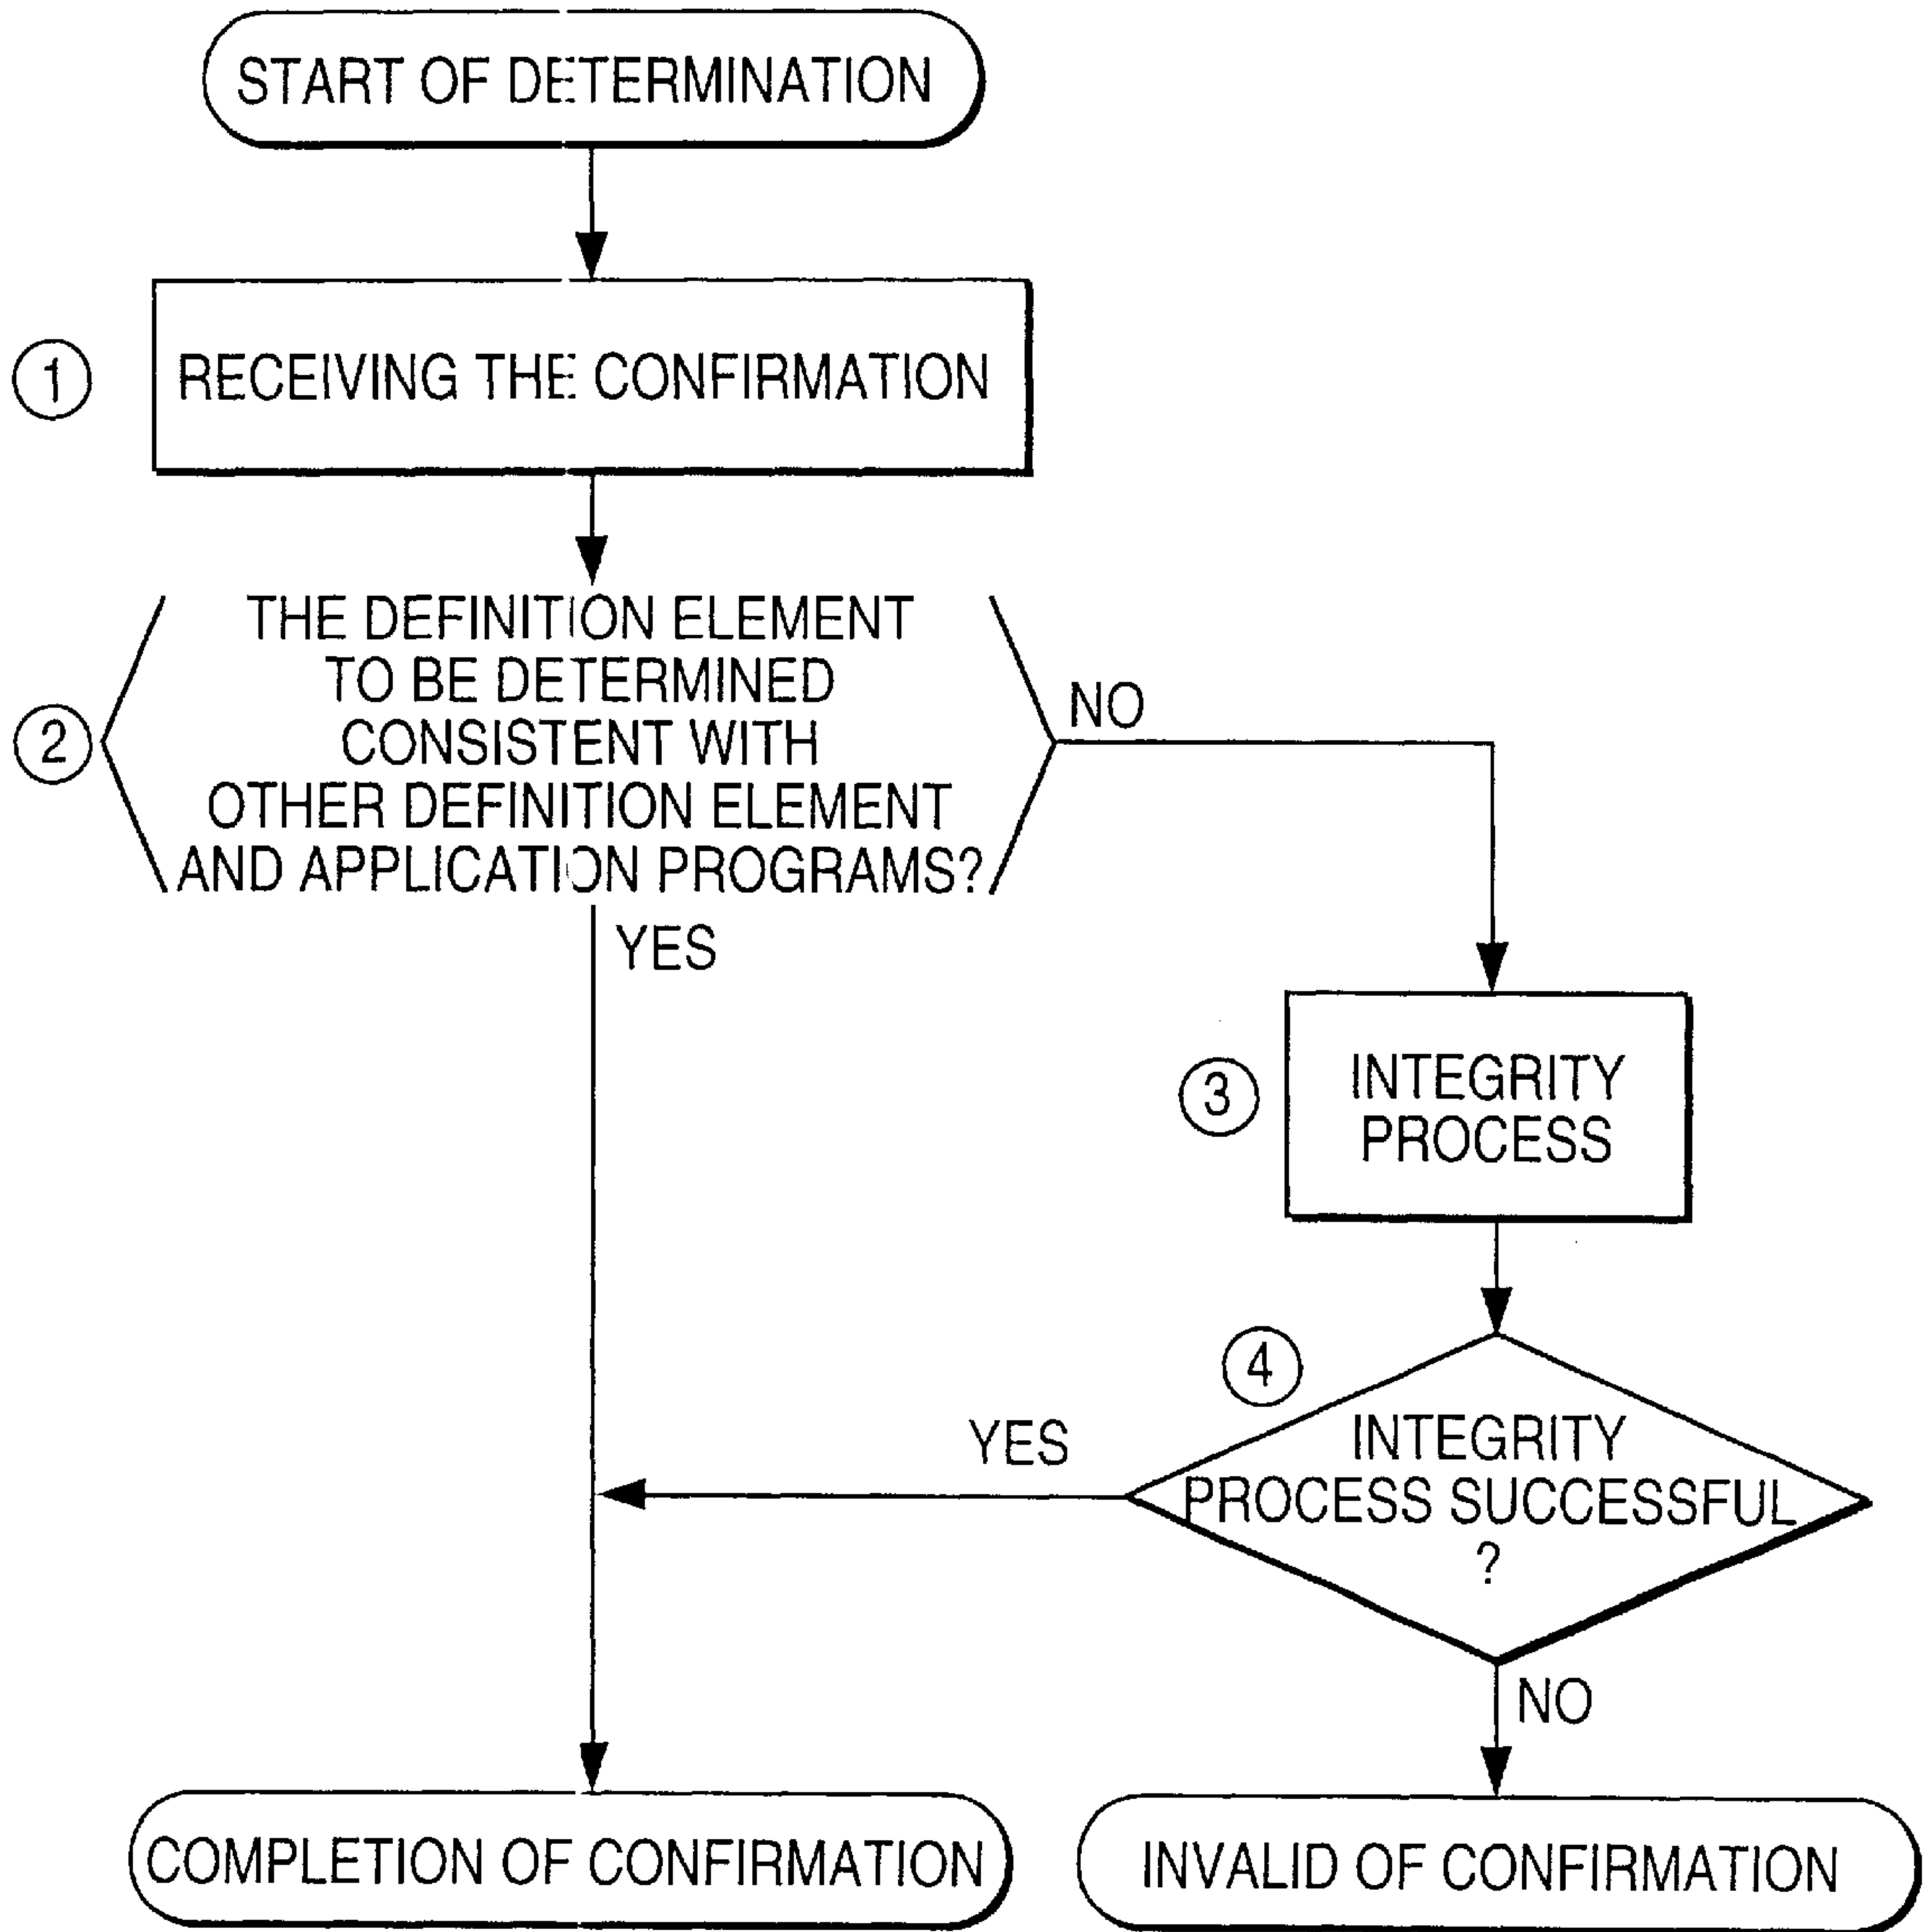 START OF DETERMINATION
1
RECEIVING THE CONFIRMATION
2
THE DEFINITION ELEMENT
TO BE DETERMINED
CONSISTENT WITH
OTHER DEFINITION ELEMENT
AND APPLICATION PROGRAMS?
NO
YES
3
INTEGRITY
PROCESS
4
INTEGRITY
PROCESS SUCCESSFUL
?
YES
NO
COMPLETION OF CONFIRMATION
INVALID OF CONFIRMATION